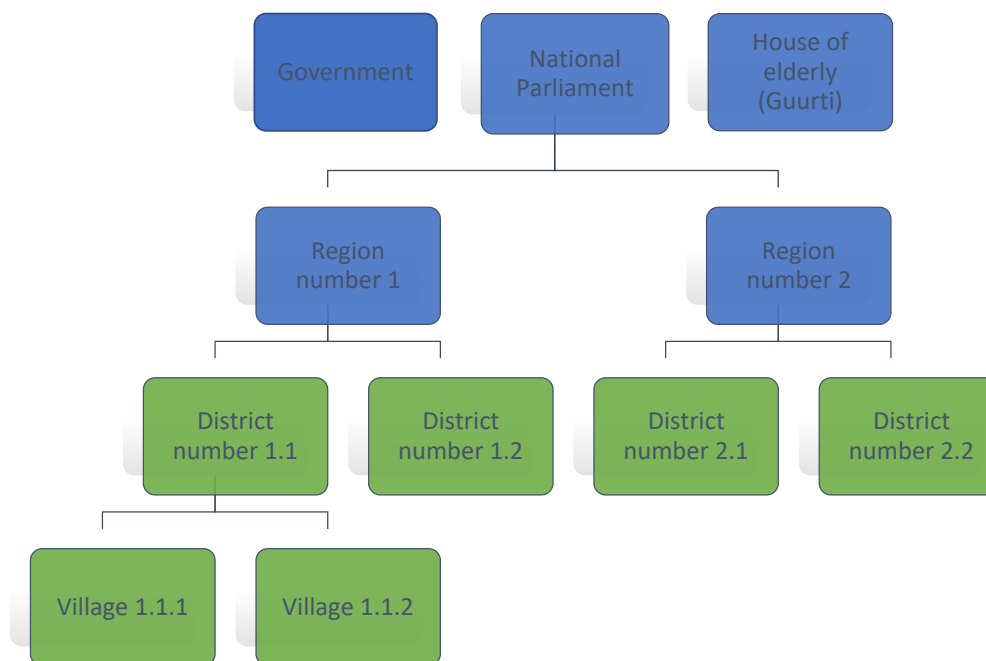 Government
National
Parliament
House of
elderly
(Guurti)
Region
number 1
Region
number 2
District
number 1.1
District
number 1.2
District
number 2.1
District
number 2.2
Village 1.1.1
Village 1.1.2